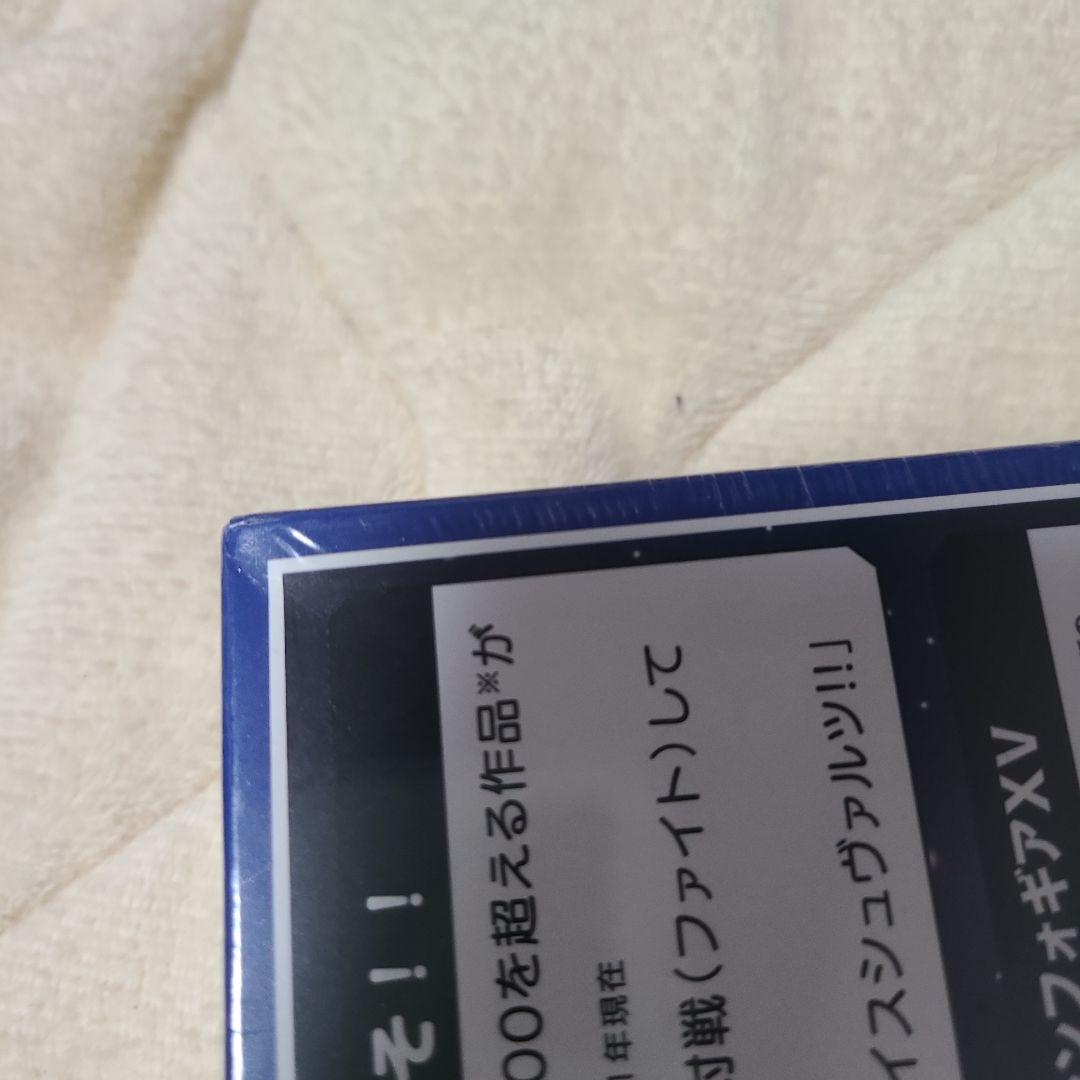 そ！！
00を超える作品※が
1年現在
対戦（ファイト）して
イスシュヴァルツ!!」
ンフォギアXV